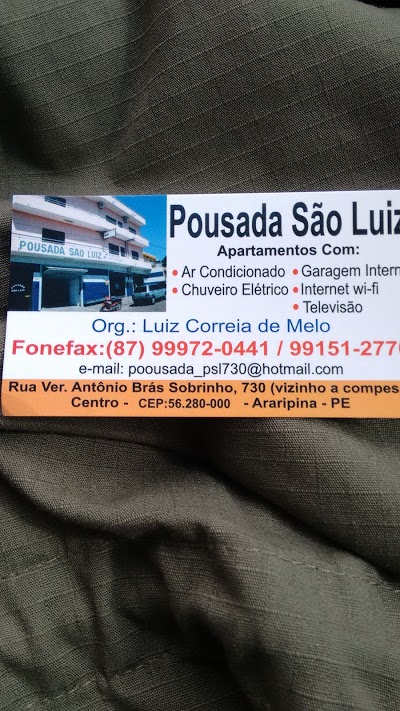 POUSADA SÃO LUIZ
Pousada São Luiz
Apartamentos Com:
• Ar Condicionado • Garagem Intern
• Chuveiro Elétrico • Internet wi-fi
• Televisão
Org.: Luiz Correia de Melo
Fonefax:(87) 99972-0441 / 99151-277
e-mail: poousada_psl730@hotmail.com
Rua Ver. Antônio Brás Sobrinho, 730 (vizinho a compes
Centro - CEP:56.280-000 - Araripina - PE